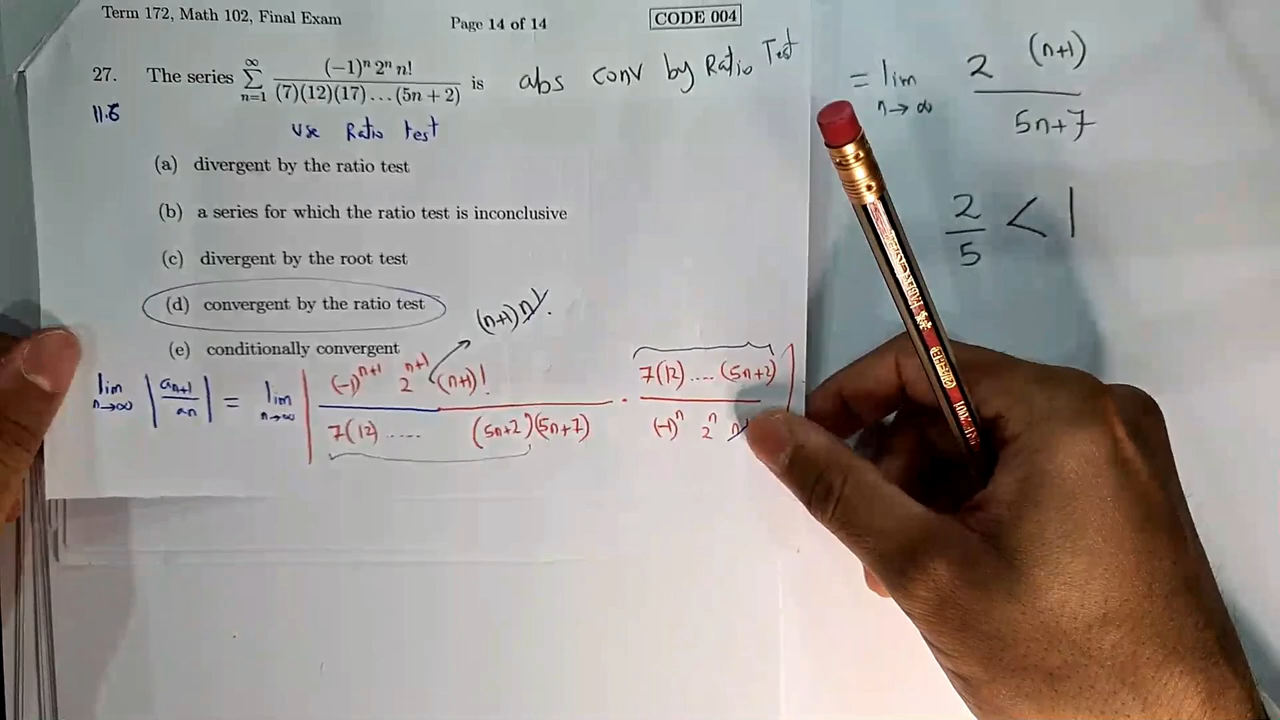 Term 172, Math 102, Final Exam Page 14 of 14 CODE 004
27. The series ∑_{n=1}^{∞} (-1)^n 2^n n! / (7)(12)(17)...(5n + 2) is abs conv by Ratio Test
11.6
Use Ratio test
(a) divergent by the ratio test
(b) a series for which the ratio test is inconclusive
(c) divergent by the root test
(d) convergent by the ratio test
(n+1) n!
(e) conditionally convergent
lim n→∞ |a_{n+1} / a_n| = lim n→∞ | (-1)^{n+1} 2^{n+1} (n+1)! / 7(12)..... (5n+2)(5n+7) · 7(12).... (5n+2) / (-1)^n 2^n |
= lim n→∞ 2 (n+1) / 5n+7
2/5 < 1